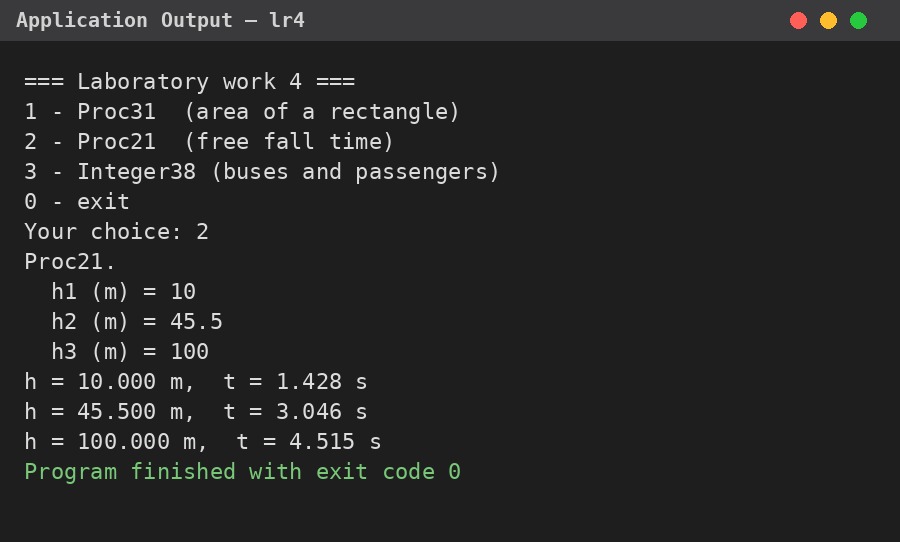 Application Output — lr4
=== Laboratory work 4 ===
1 - Proc31  (area of a rectangle)
2 - Proc21  (free fall time)
3 - Integer38 (buses and passengers)
0 - exit
Your choice: 2
Proc21.
  h1 (m) = 10
  h2 (m) = 45.5
  h3 (m) = 100
h = 10.000 m,  t = 1.428 s
h = 45.500 m,  t = 3.046 s
h = 100.000 m,  t = 4.515 s
Program finished with exit code 0